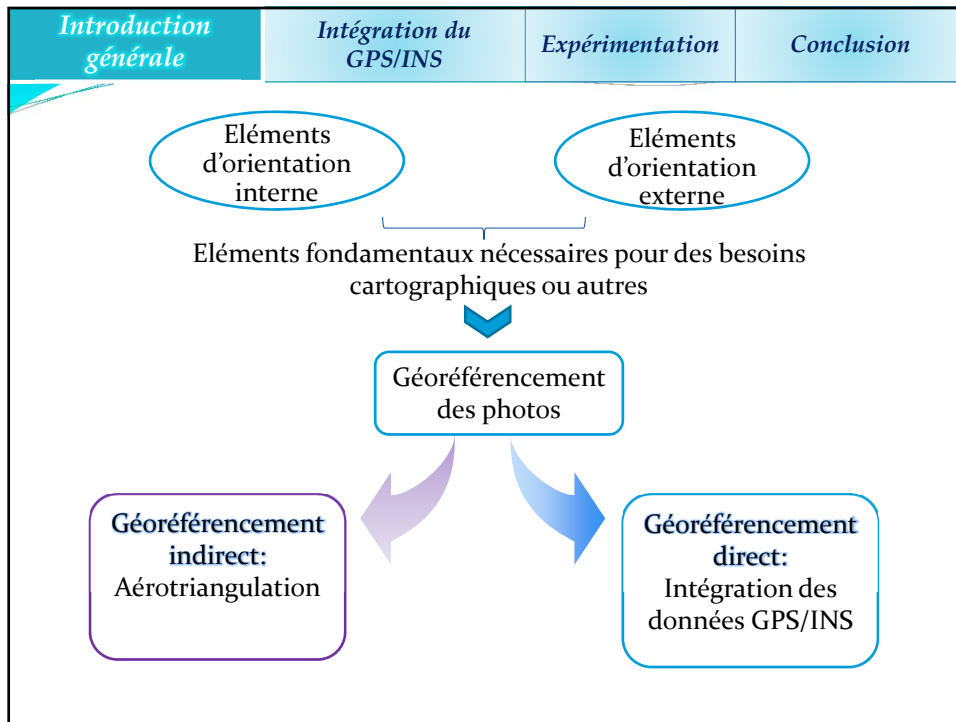 Introduction
générale
Intégration du
GPS/INS
Expérimentation
Conclusion
Eléments
d’orientation
interne
Eléments
d’orientation
externe
Eléments fondamentaux nécessaires pour des besoins
cartographiques ou autres
Géoréférencement
des photos
Géoréférencement
indirect:
Aérotriangulation
Géoréférencement
direct:
Intégration des
données GPS/INS